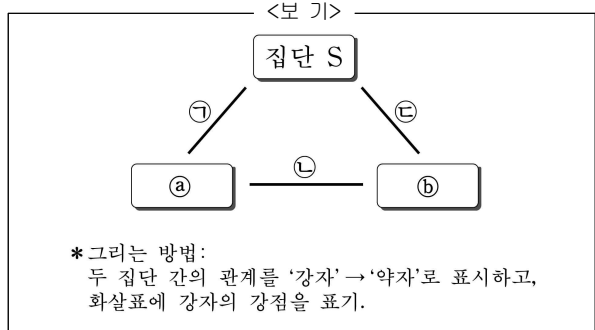 <보 기>
집단 S
㉠
㉢
㉡
ⓐ
ⓑ
*그리는 방법:
두 집단 간의 관계를 '강자'→'약자'로 표시하고,
화살표에 강자의 강점을 표기.